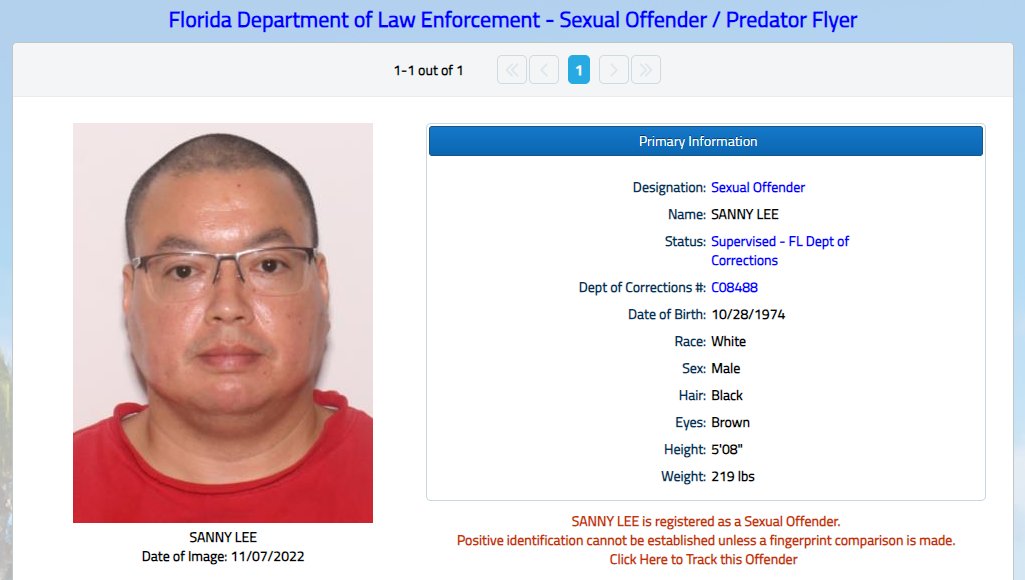 Florida Department of Law Enforcement - Sexual Offender / Predator Flyer
1-1 out of 1
1
Primary Information
Designation: Sexual Offender
Name: SANNY LEE
Status: Supervised - FL Dept of
Corrections
Dept of Corrections #: C08488
Date of Birth: 10/28/1974
Race: White
Sex: Male
Hair: Black
Eyes: Brown
Height: 5'08"
Weight: 219 lbs
SANNY LEE
Date of Image: 11/07/2022
SANNY LEE is registered as a Sexual Offender.
Positive identification cannot be established unless a fingerprint comparison is made.
Click Here to Track this Offender